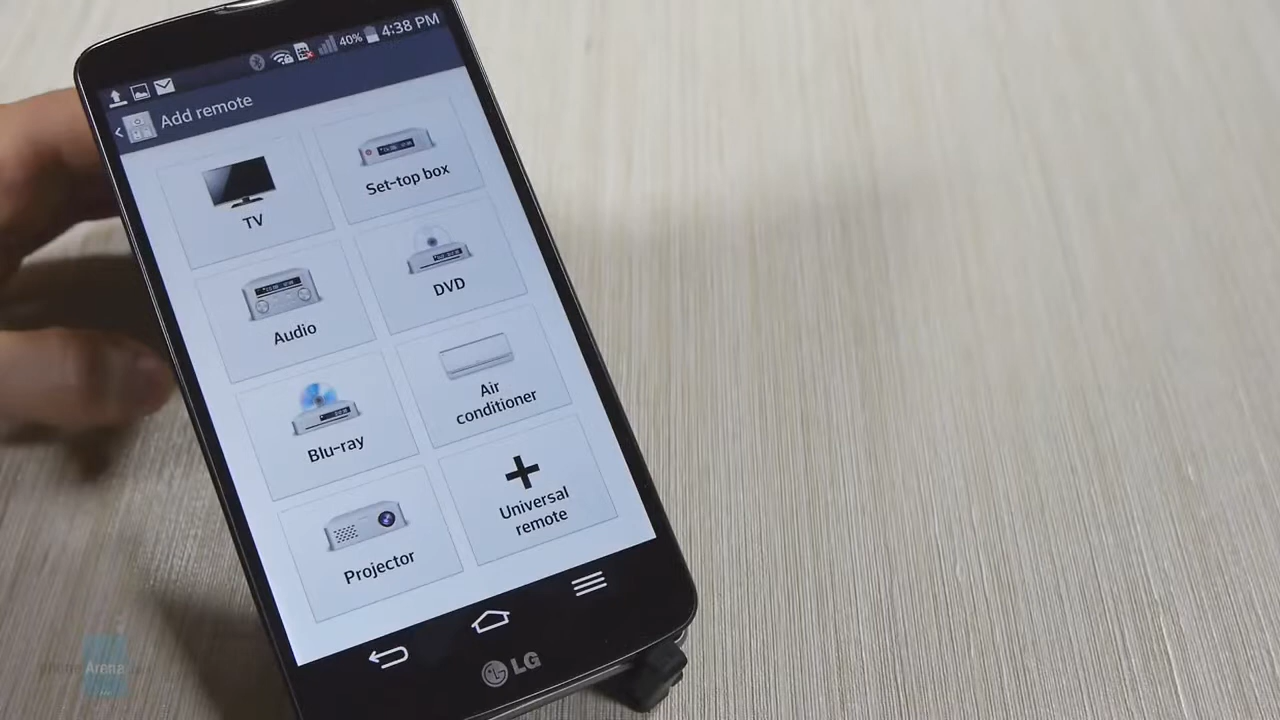 40% 4:38 PM
Add remote
TV
Set-top box
Audio
DVD
Blu-ray
Air
conditioner
Projector
Universal
remote
LG
phoneArena